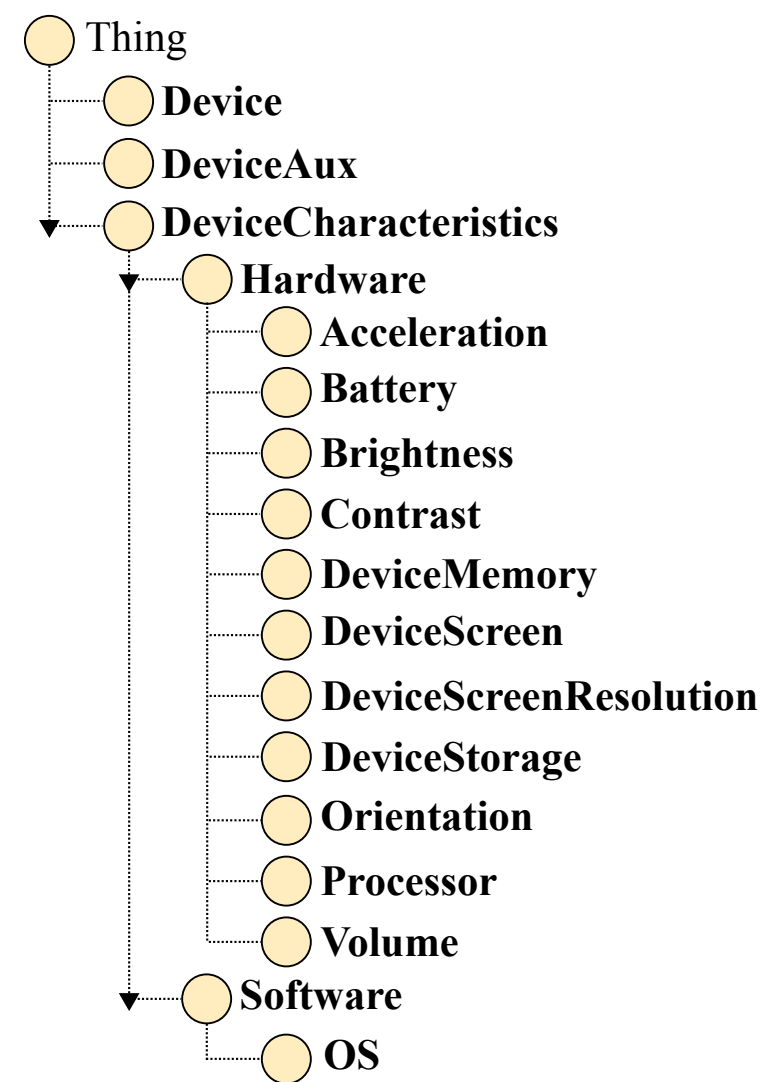 Thing
Device
DeviceAux
DeviceCharacteristics
Hardware
Acceleration
Battery
Brightness
Contrast
DeviceMemory
DeviceScreen
DeviceScreenResolution
DeviceStorage
Orientation
Processor
Volume
Software
OS